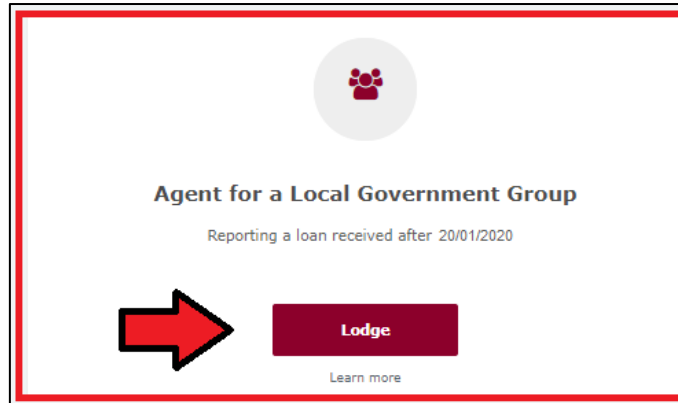 Agent for a Local Government Group
Reporting a loan received after 20/01/2020
Lodge
Learn more